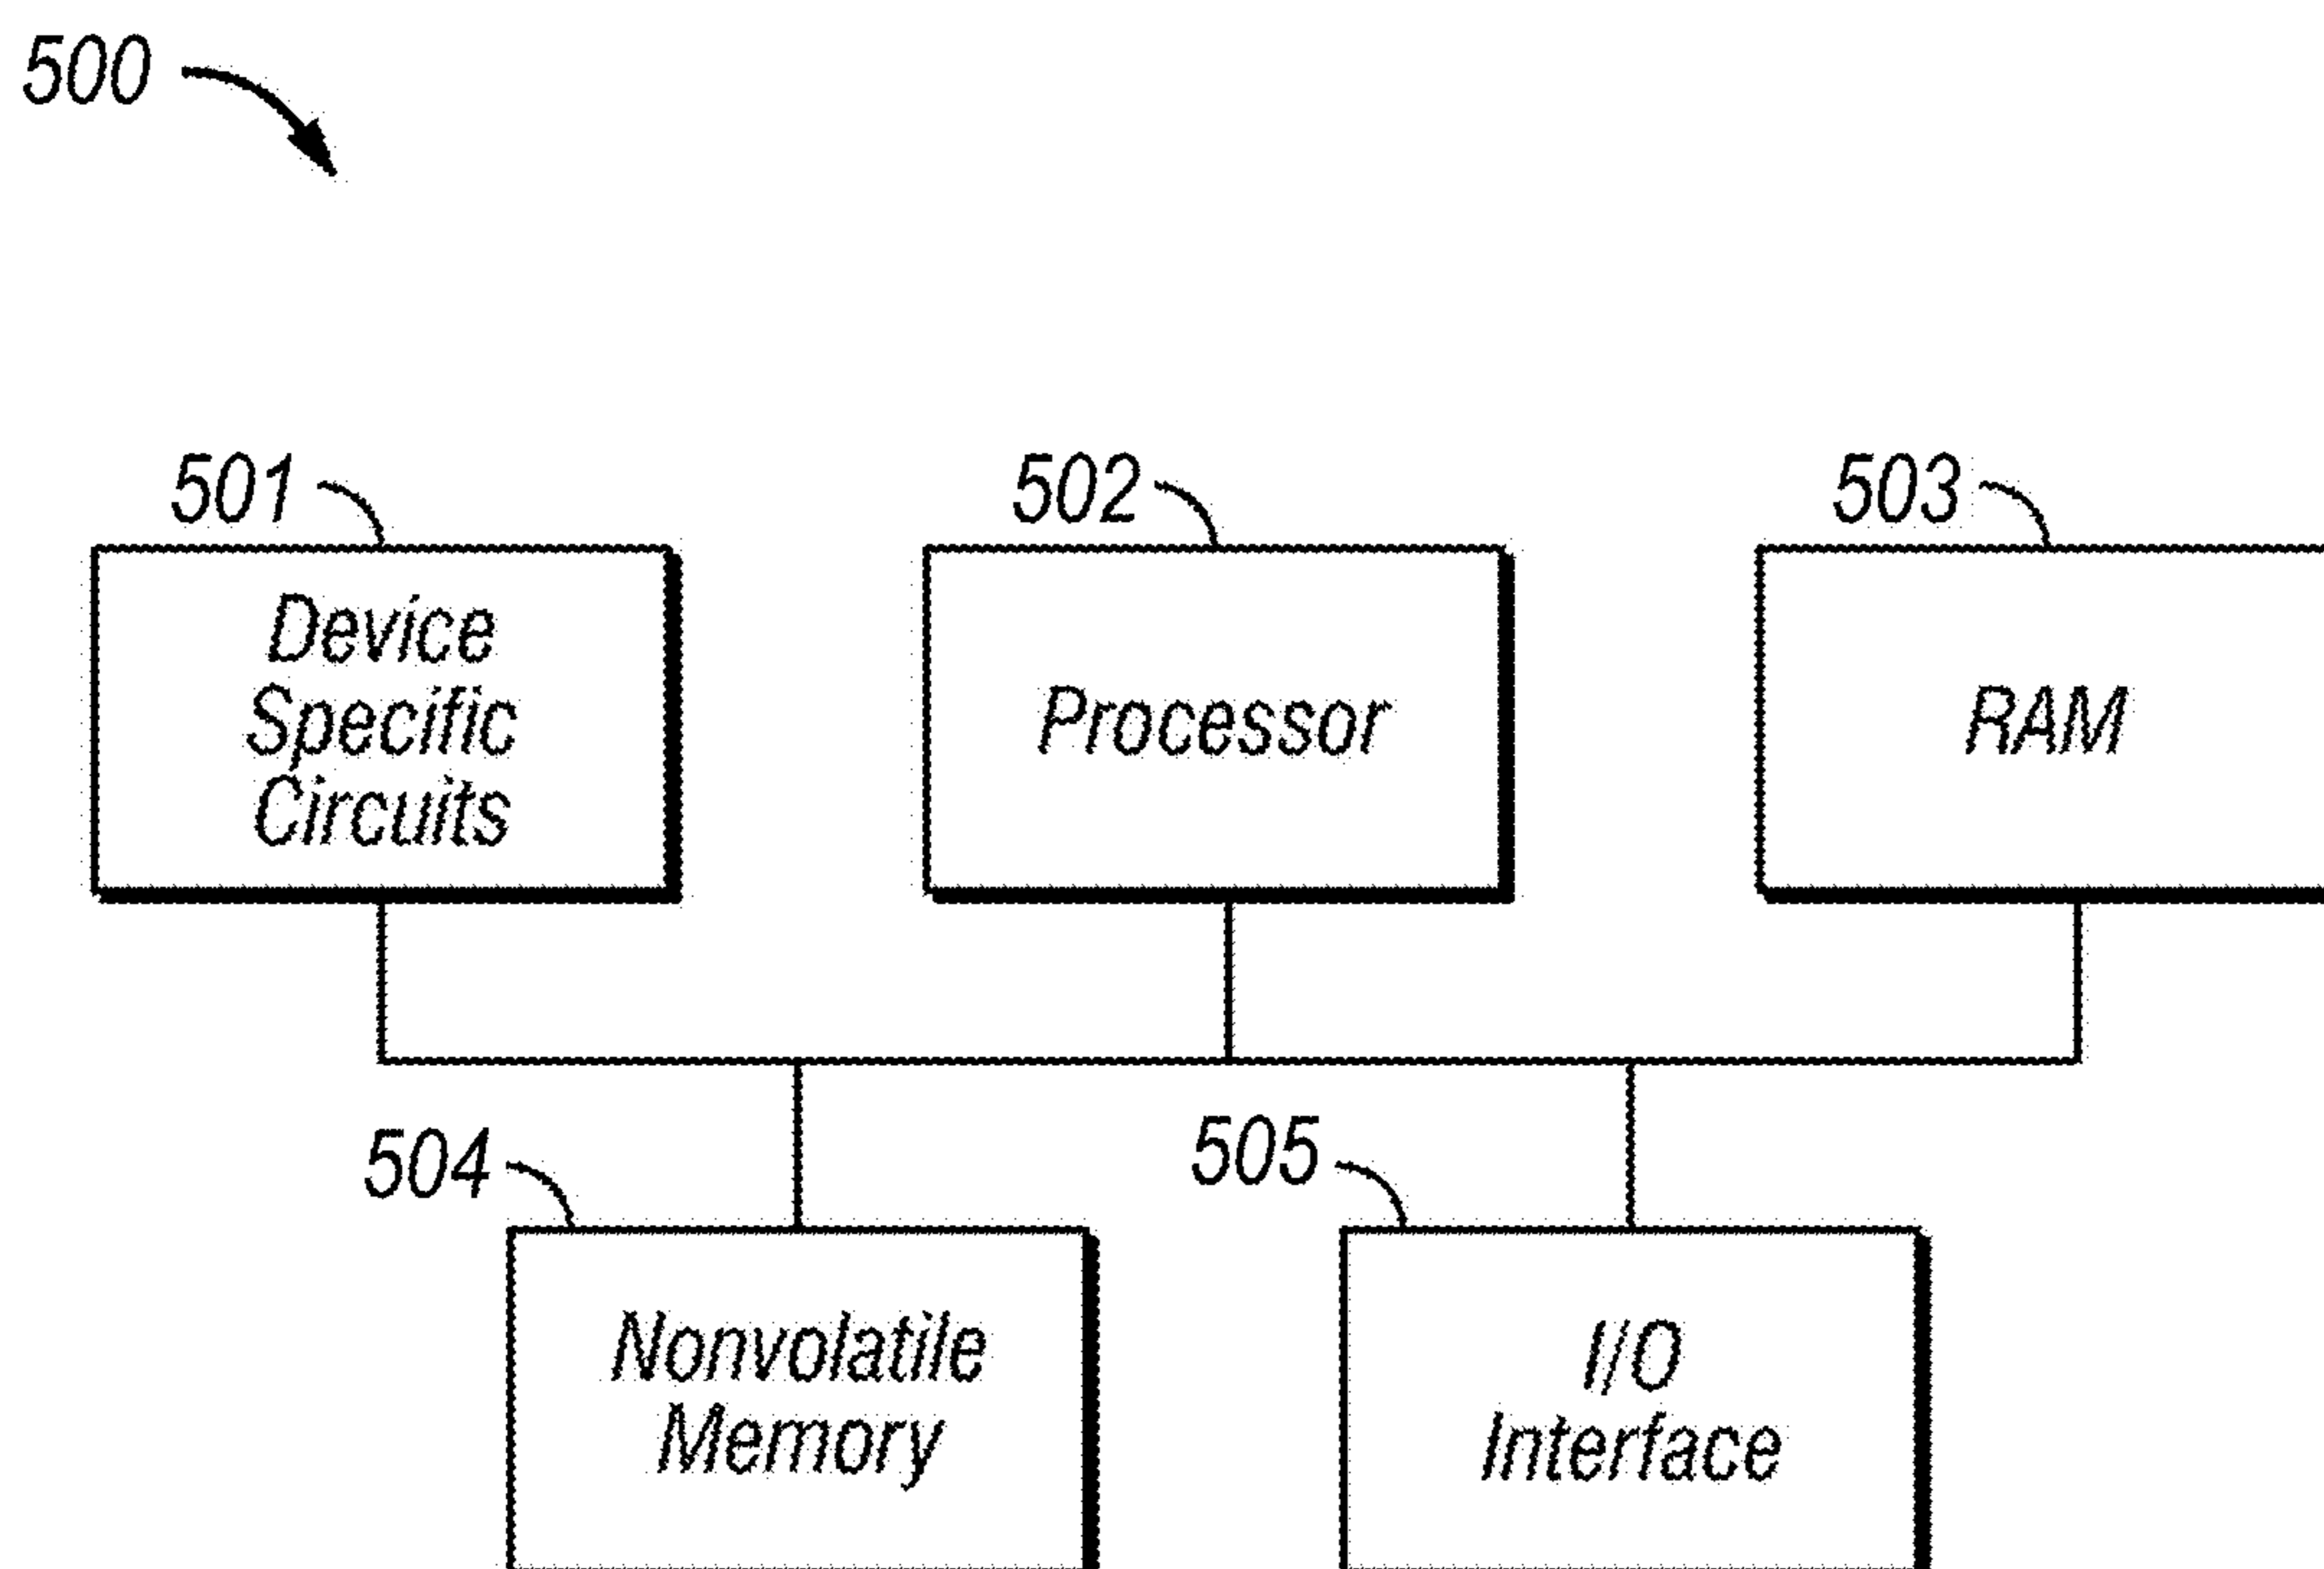 500
501
502
503
Device
Specific
Circuits
Processor
RAM
504
505
Nonvolatile
Memory
I/O
Interface